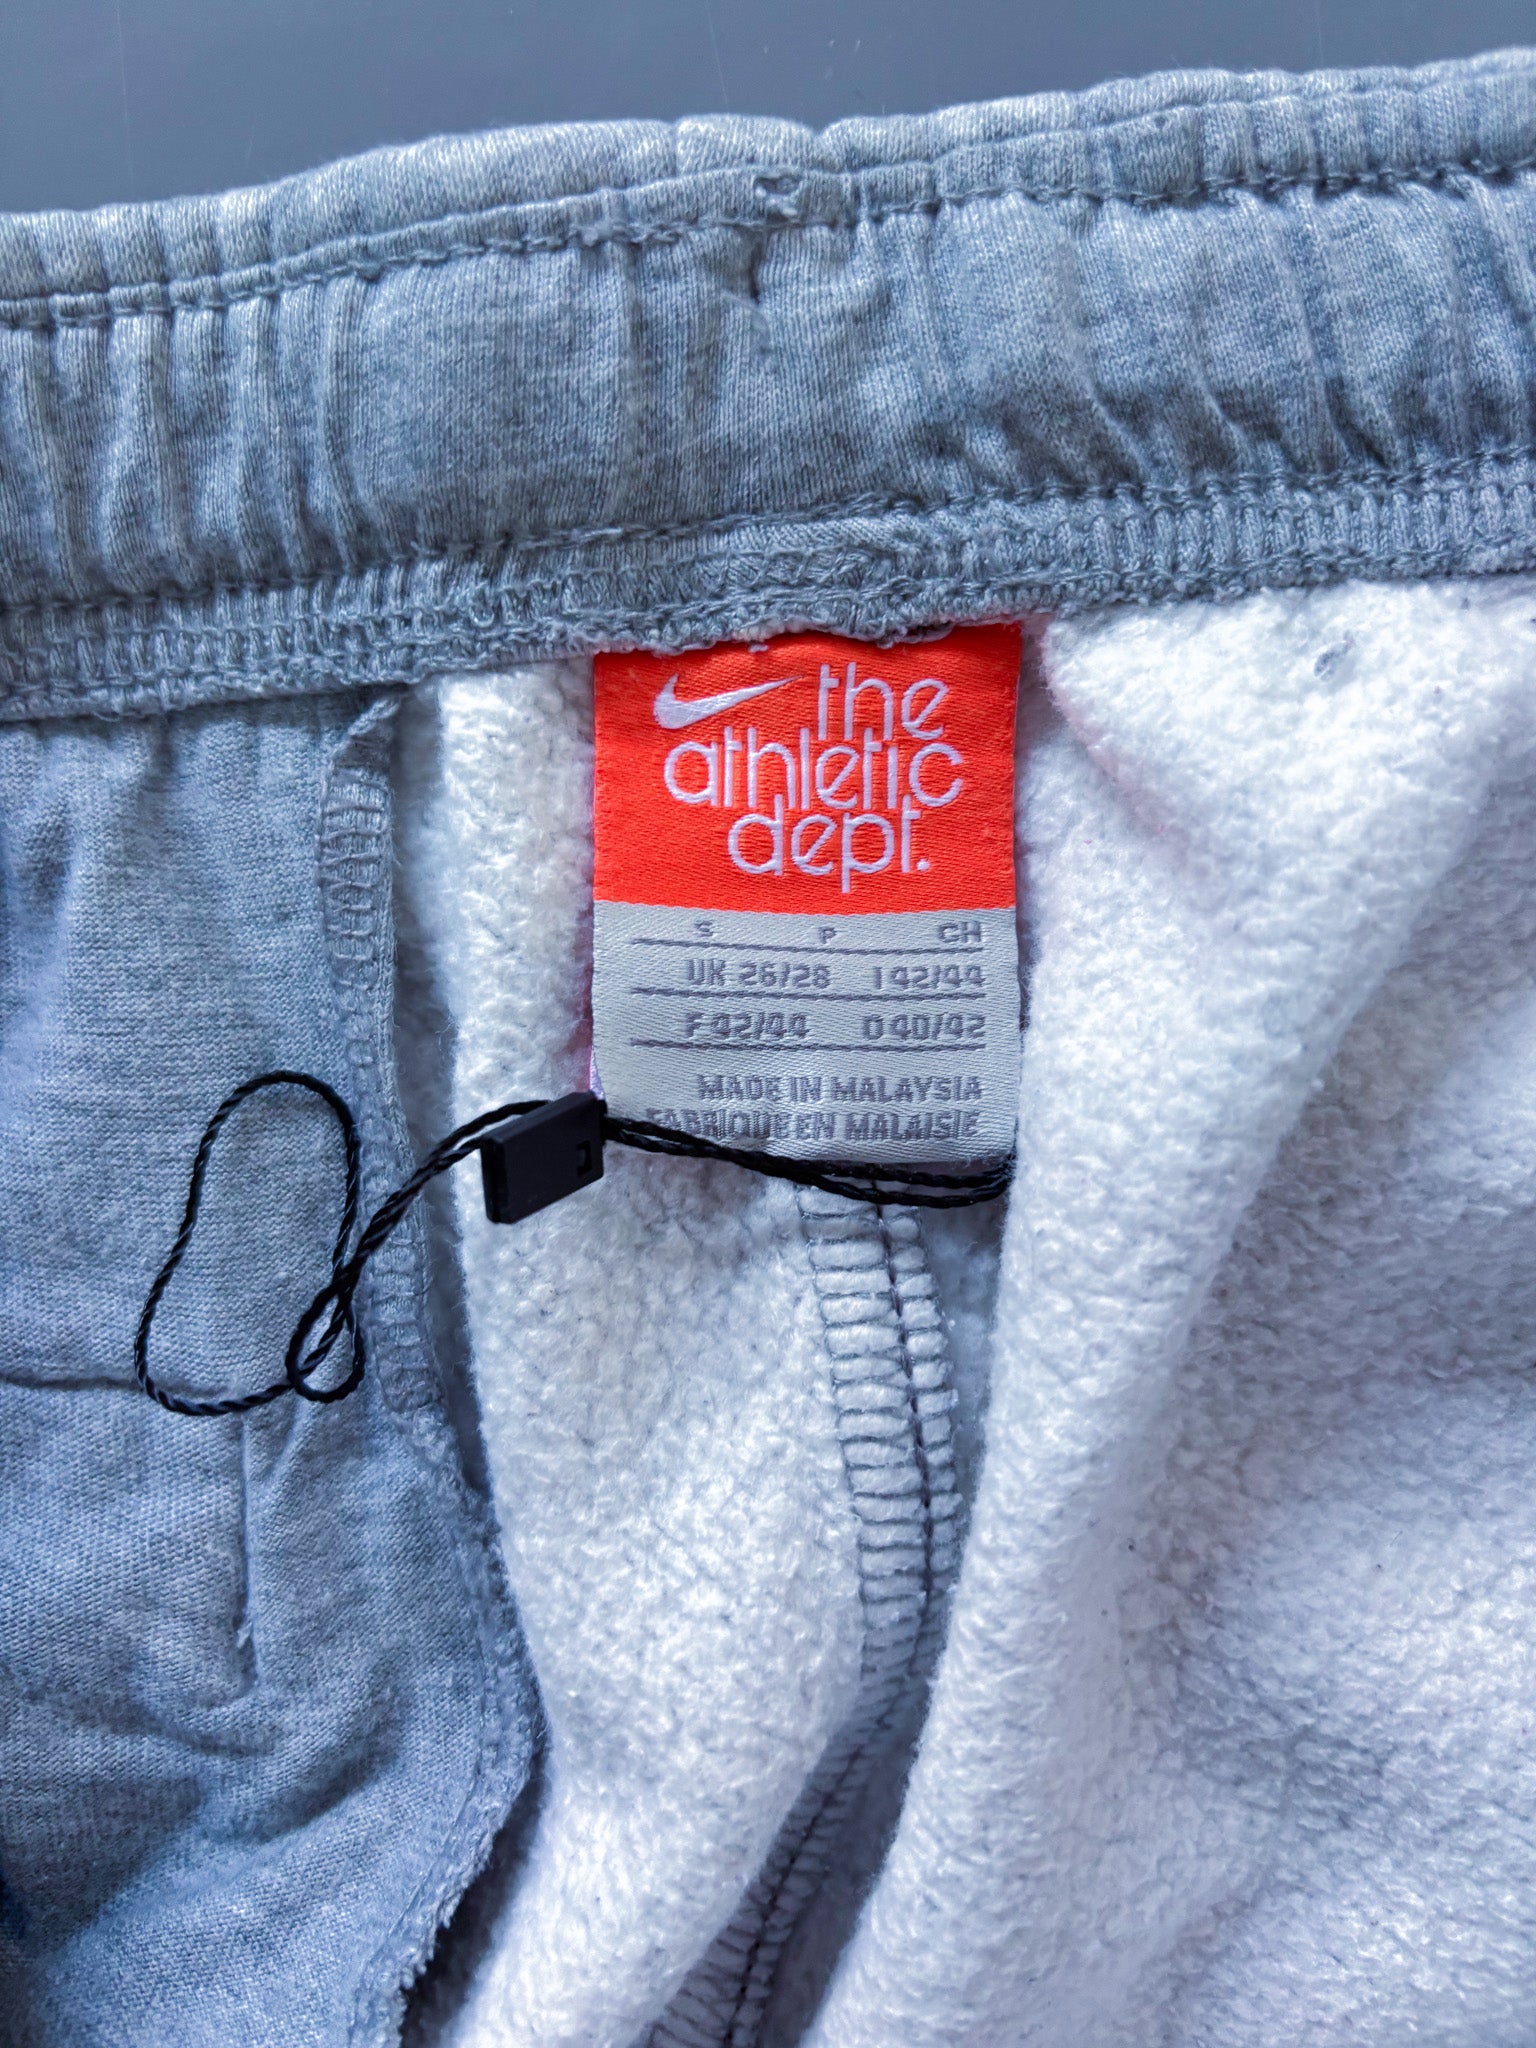 the
athletic
dept.
S P CH
UK 26/28 I 42/44
F 42/44 D 40/42
MADE IN MALAYSIA
FABRIQUE EN MALAISIE